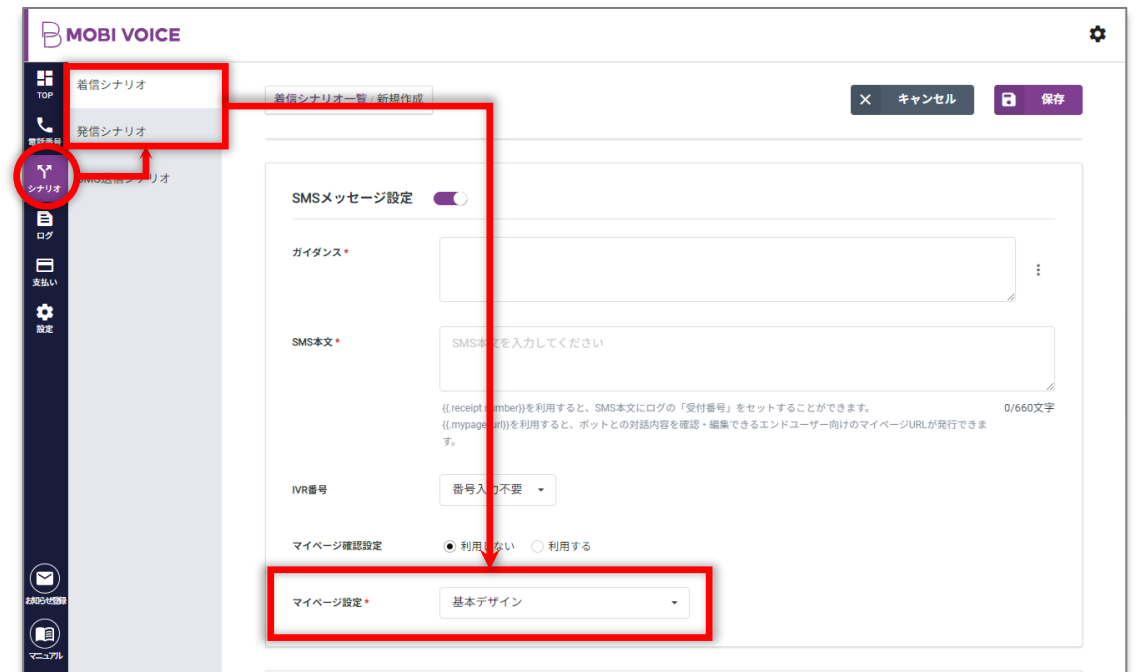 MOBI VOICE
TOP
電話番号
シナリオ
ログ
支払い
設定
お知らせ登録
マニュアル
着信シナリオ
発信シナリオ
SMS送信シナリオ
着信シナリオ一覧 / 新規作成
キャンセル
保存
SMSメッセージ設定
ガイダンス *
SMS本文 *
SMS本文を入力してください
{{.receipt number}}を利用すると、SMS本文にログの「受付番号」をセットすることができます。
0/660文字
{{.mypage url}}を利用すると、ボットとの対話内容を確認・編集できるエンドユーザー向けのマイページURLが発行できま
す。
IVR番号
番号入力不要
マイページ確認設定
利用しない
利用する
マイページ設定 *
基本デザイン